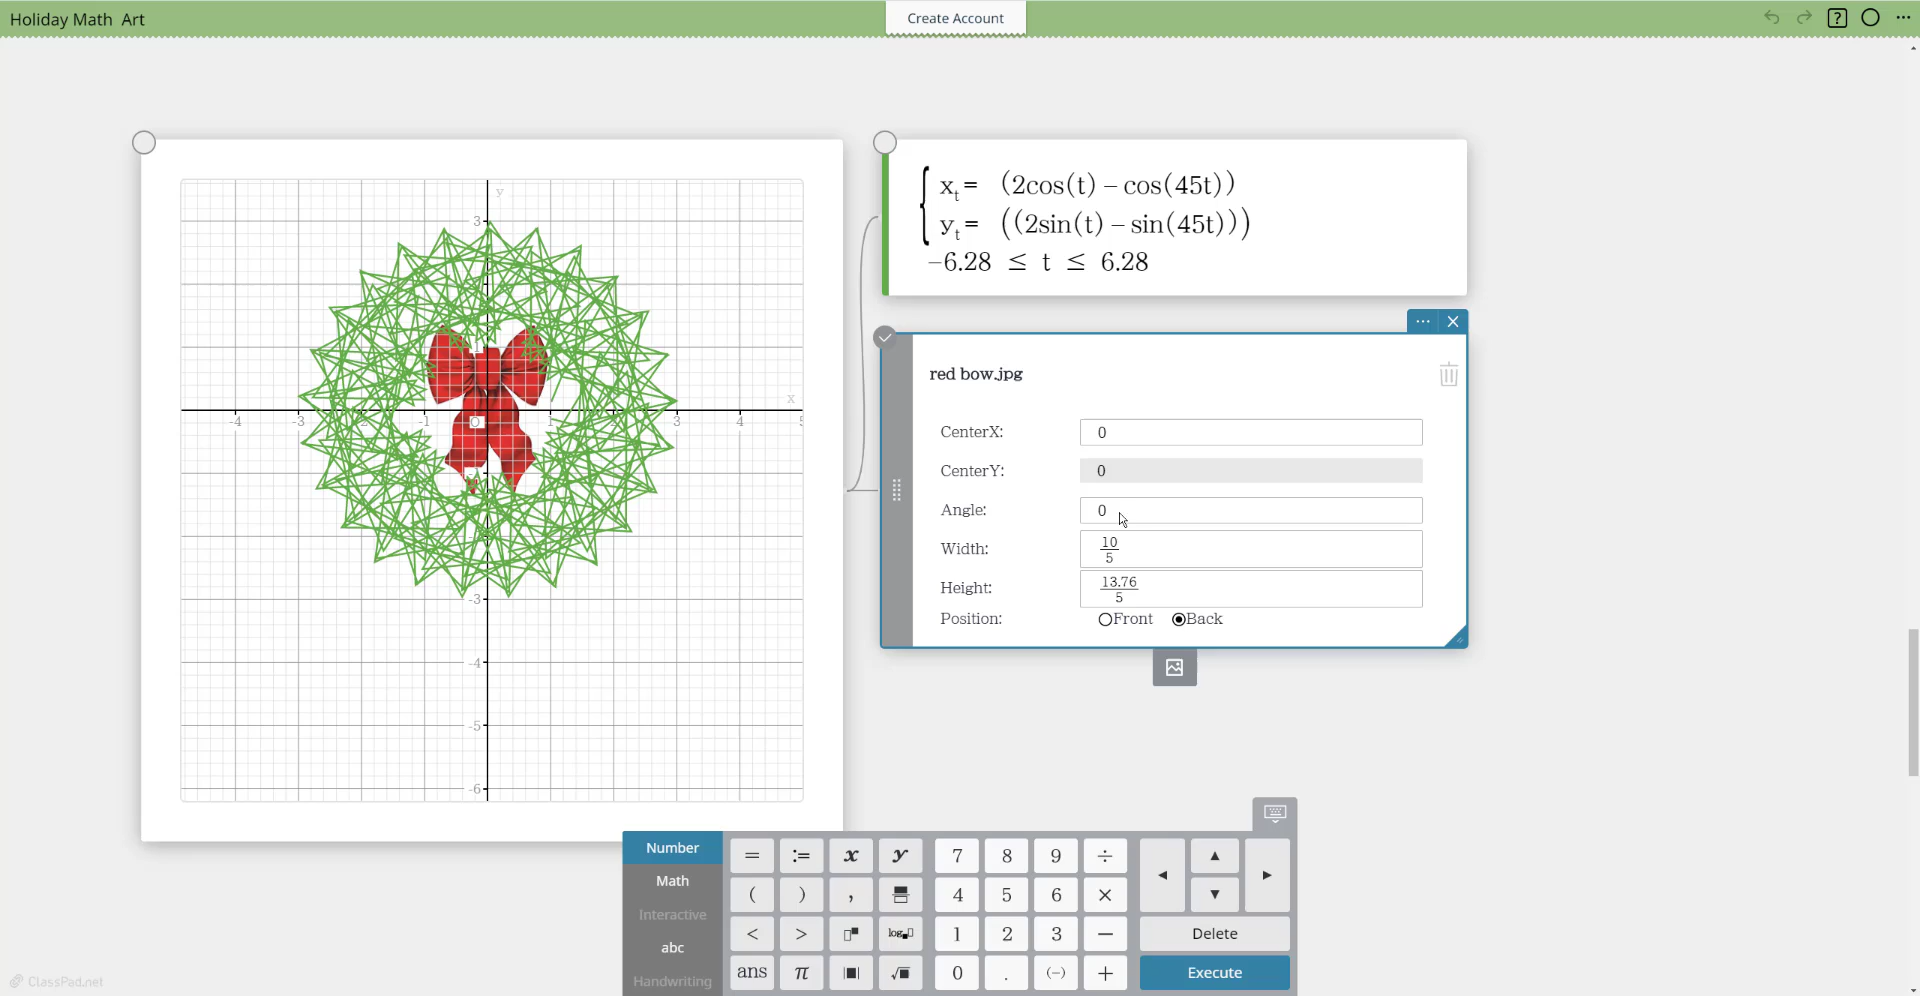 Holiday Math Art
Create Account
?
y
3
1
x
-4
-3
-1
O
1
3
4
-3
-4
-5
-6
xt= (2cos(t) – cos(45t))
yt= ((2sin(t) – sin(45t)))
−6.28 ≤ t ≤ 6.28
red bow.jpg
CenterX: 0
CenterY: 0
Angle: 0
Width: 10/5
Height: 13.76/5
Position: Front Back
Number = := x y 7 8 9 ÷ ◀ ▲ ▶
Math ( ) , 4 5 6 × ▼
Interactive
abc < > log 1 2 3 − Delete
Handwriting ans π √ 0 . (−) + Execute
ClassPad.net